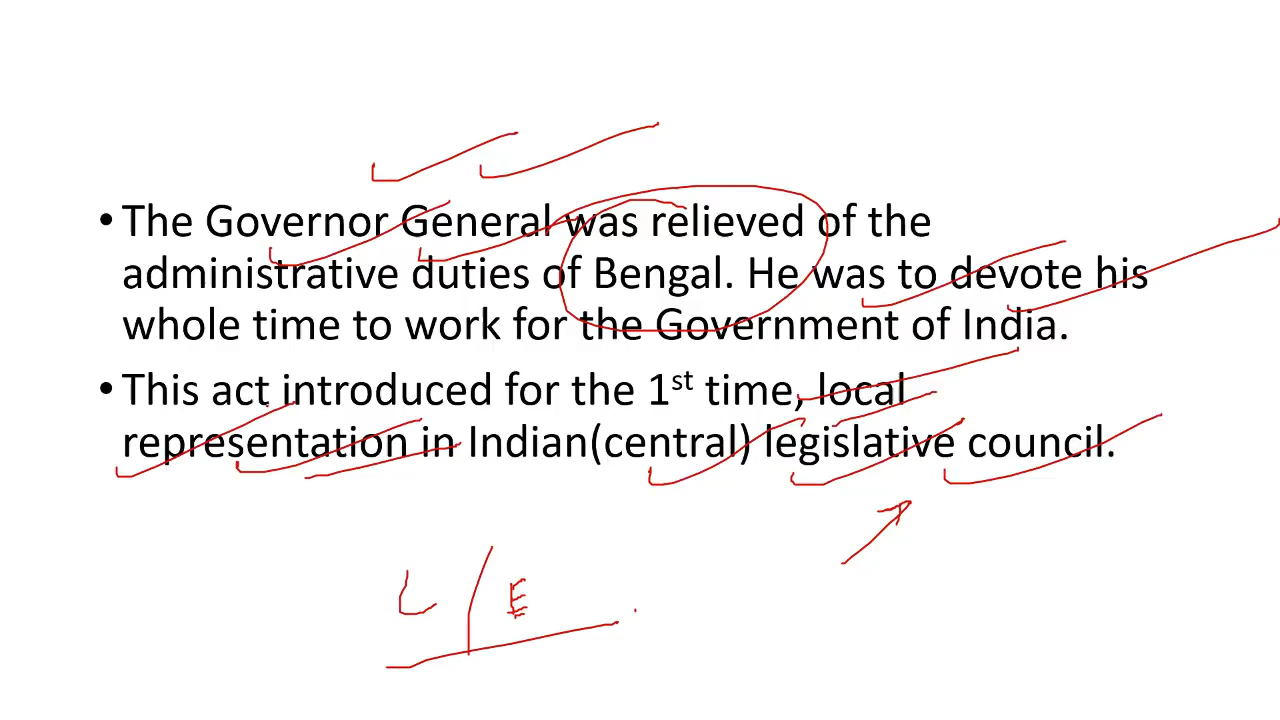 • The Governor General was relieved of the
administrative duties of Bengal. He was to devote his
whole time to work for the Government of India.
• This act introduced for the 1st time, local
representation in Indian(central) legislative council.
L / E